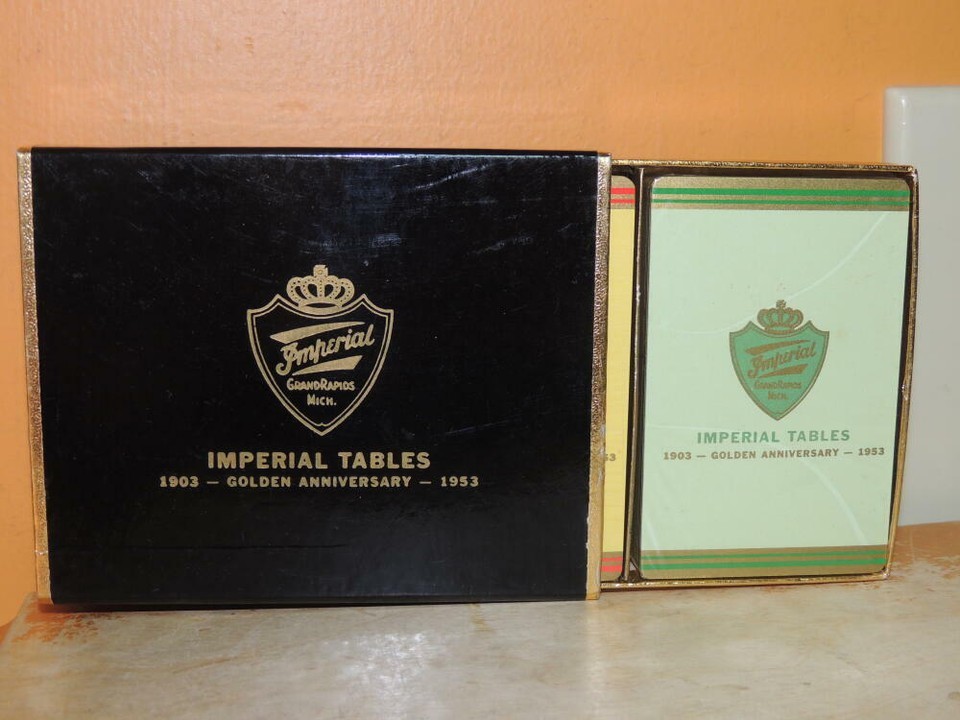 Imperial
GRAND RAPIDS
MICH.
IMPERIAL TABLES
1903 — GOLDEN ANNIVERSARY — 1953
53
Imperial
GRAND RAPIDS
MICH.
IMPERIAL TABLES
1903 — GOLDEN ANNIVERSARY — 1953